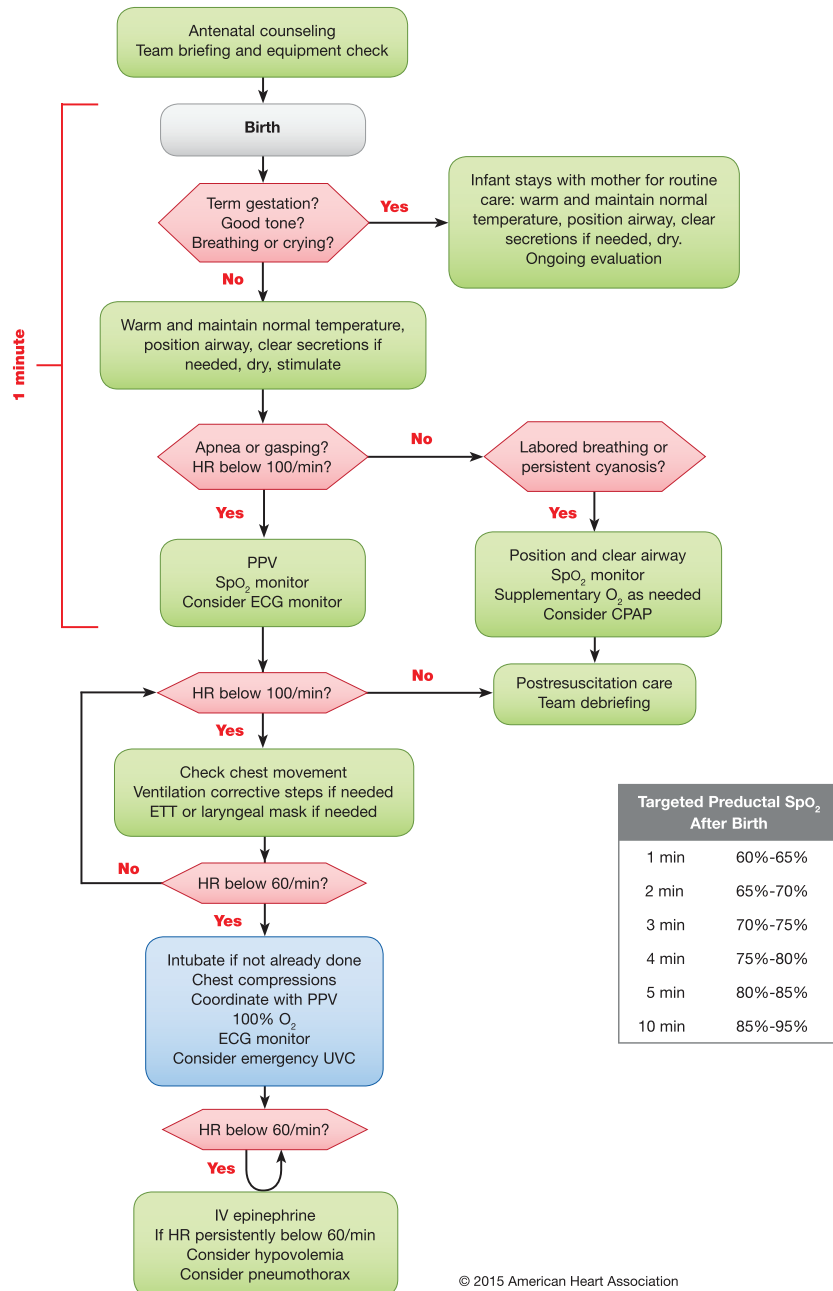 Antenatal counseling
Team briefing and equipment check
Birth
Term gestation?
Good tone?
Breathing or crying?
Yes
Infant stays with mother for routine
care: warm and maintain normal
temperature, position airway, clear
secretions if needed, dry.
Ongoing evaluation
No
1 minute
Warm and maintain normal temperature,
position airway, clear secretions if
needed, dry, stimulate
Apnea or gasping?
HR below 100/min?
No
Labored breathing or
persistent cyanosis?
Yes
Yes
PPV
SpO2 monitor
Consider ECG monitor
Position and clear airway
SpO2 monitor
Supplementary O2 as needed
Consider CPAP
HR below 100/min?
No
Postresuscitation care
Team debriefing
Yes
Check chest movement
Ventilation corrective steps if needed
ETT or laryngeal mask if needed
No
HR below 60/min?
Yes
Intubate if not already done
Chest compressions
Coordinate with PPV
100% O2
ECG monitor
Consider emergency UVC
HR below 60/min?
Yes
IV epinephrine
If HR persistently below 60/min
Consider hypovolemia
Consider pneumothorax
Targeted Preductal SpO2
After Birth
1 min 60%-65%
2 min 65%-70%
3 min 70%-75%
4 min 75%-80%
5 min 80%-85%
10 min 85%-95%
© 2015 American Heart Association